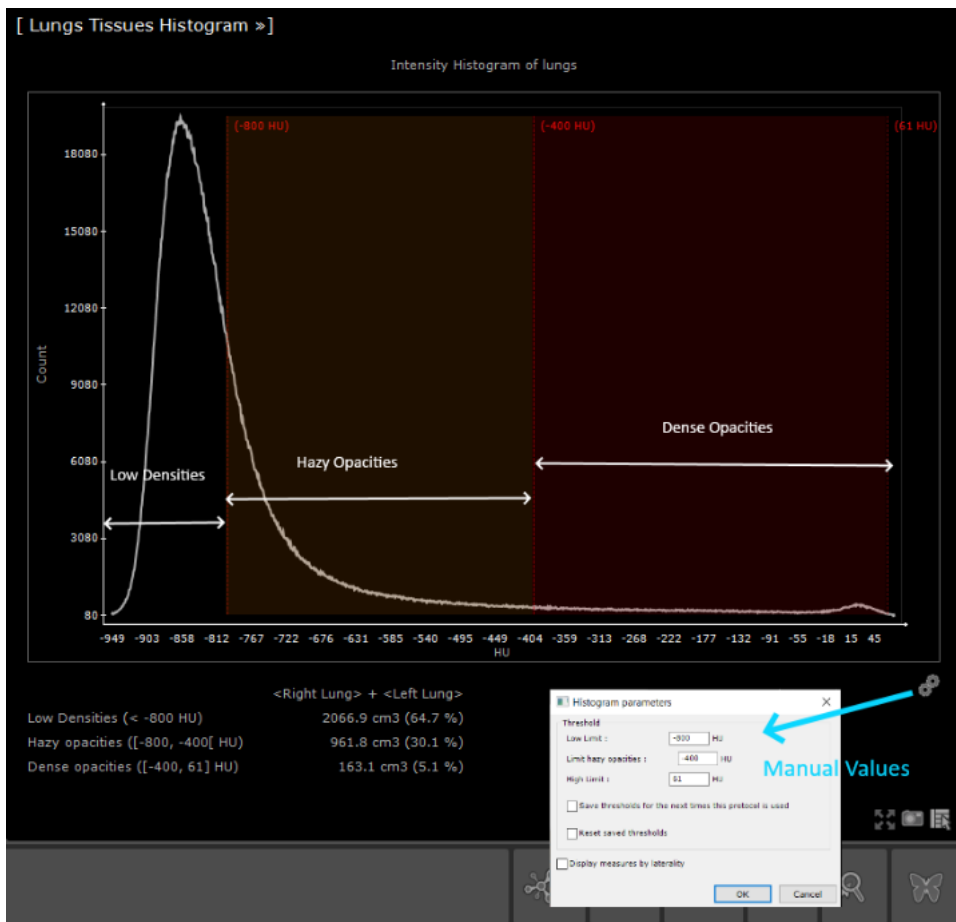 [ Lungs Tissues Histogram »]
Intensity Histogram of lungs
(-800 HU) (-400 HU) (61 HU)
18080
15080
12080
9080
6080
3080
80
Count
Low Densities
Hazy Opacities
Dense Opacities
-949 -903 -858 -812 -767 -722 -676 -631 -585 -540 -495 -449 -404 -359 -313 -268 -222 -177 -132 -91 -55 -18 15 45
HU
<Right Lung> + <Left Lung>
Low Densities (< -800 HU) 2066.9 cm3 (64.7 %)
Hazy opacities ([-800, -400[ HU) 961.8 cm3 (30.1 %)
Dense opacities ([-400, 61] HU) 163.1 cm3 (5.1 %)
Histogram parameters
Threshold
Low Limit : -800 HU
Limit hazy opacities : -400 HU
High Limit : 61 HU
Save thresholds for the next times this protocol is used
Reset saved thresholds
Display measures by laterality
OK Cancel
Manual Values